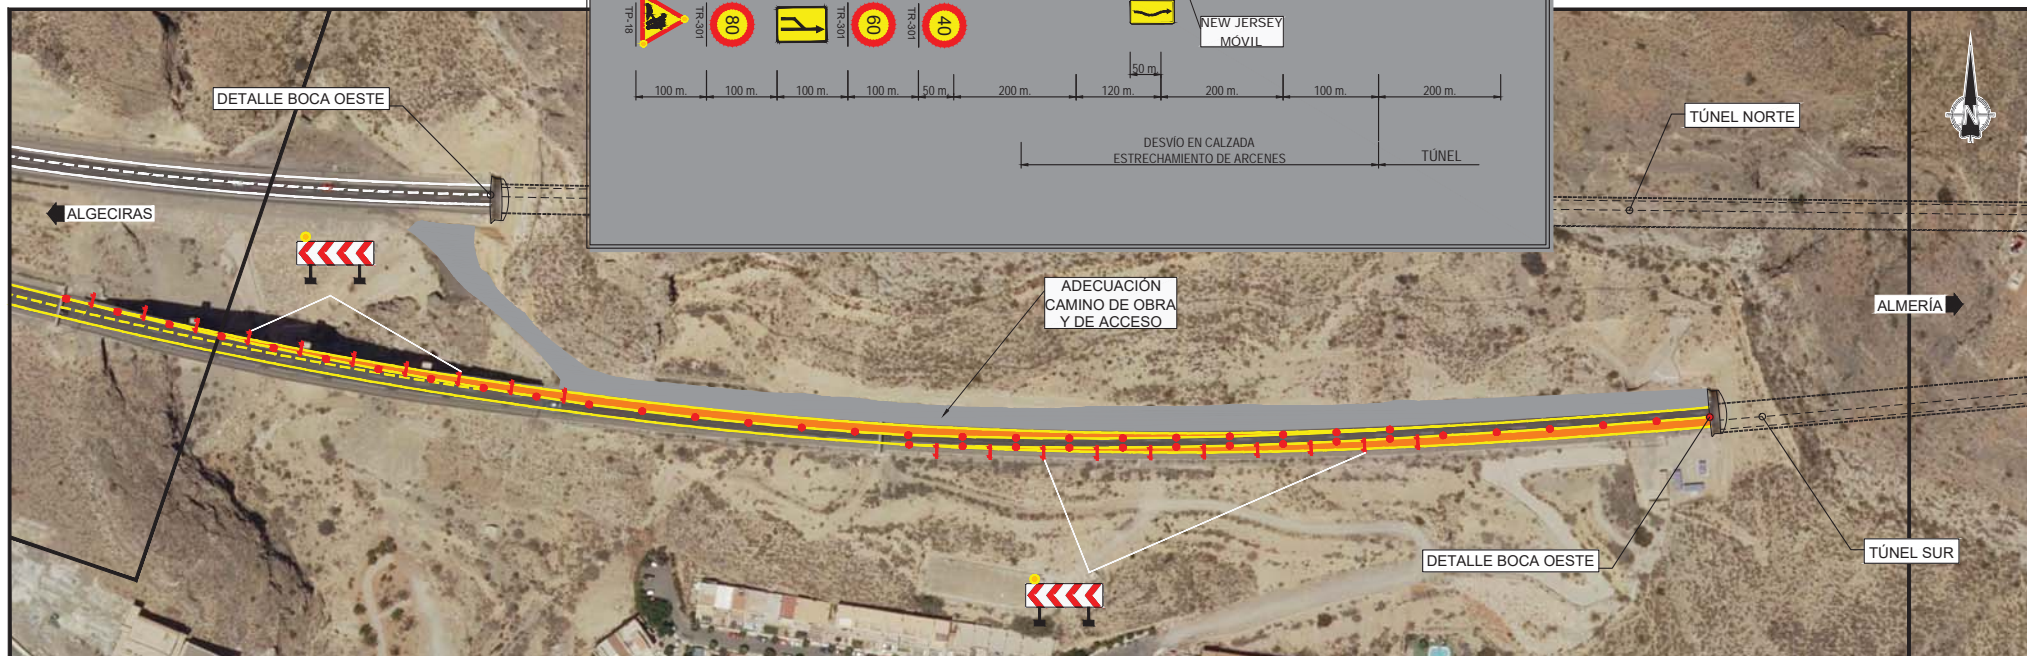 TP-18
TR-301
80
TR-301
60
TR-301
40
NEW JERSEY
MÓVIL
50 m.
100 m.
100 m.
100 m.
100 m.
50 m.
200 m.
120 m.
200 m.
100 m.
200 m.
DESVÍO EN CALZADA
ESTRECHAMIENTO DE ARCENES
TÚNEL
DETALLE BOCA OESTE
TÚNEL NORTE
N
ALGECIRAS
ADECUACIÓN
CAMINO DE OBRA
Y DE ACCESO
ALMERÍA
DETALLE BOCA OESTE
TÚNEL SUR